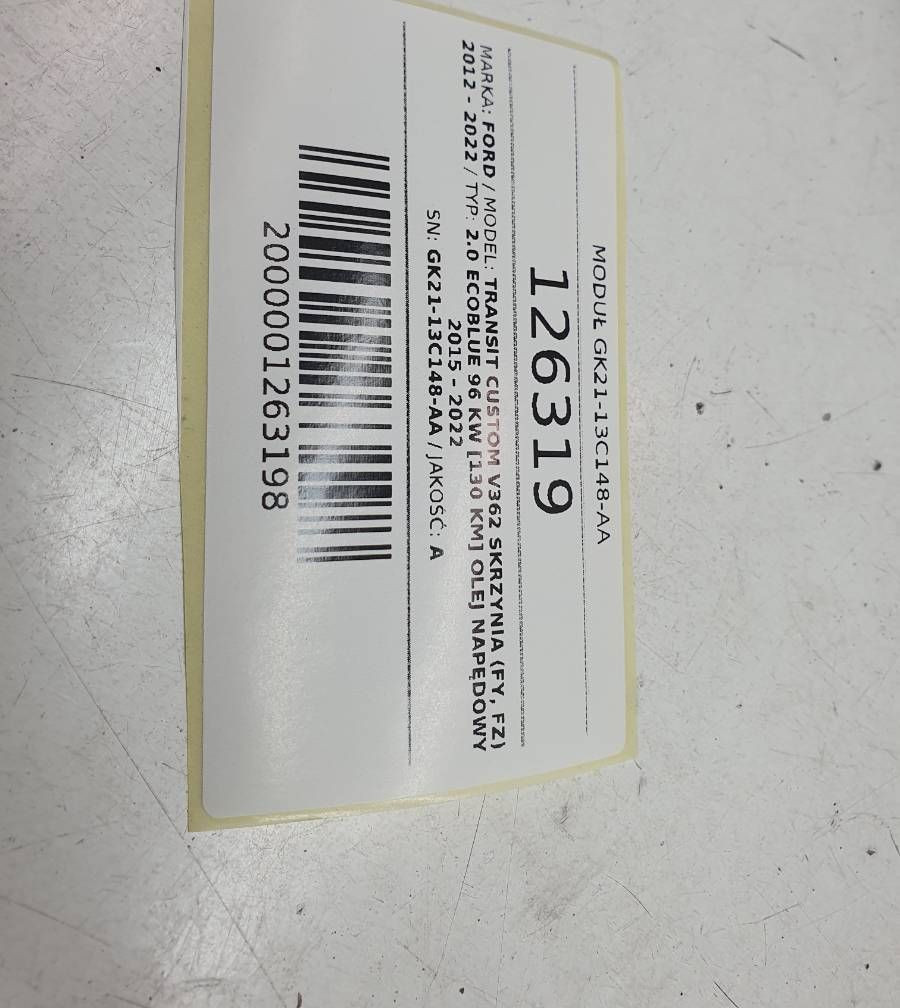 MODUŁ GK21-13C148-AA
126319
MARKA: FORD / MODEL: TRANSIT CUSTOM V362 SKRZYNIA (FY, FZ)
2012 - 2022 / TYP: 2.0 ECOBLUE 96 KW [130 KM] OLEJ NAPĘDOWY
2015 - 2022
SN: GK21-13C148-AA / JAKOŚĆ: A
2000001263198